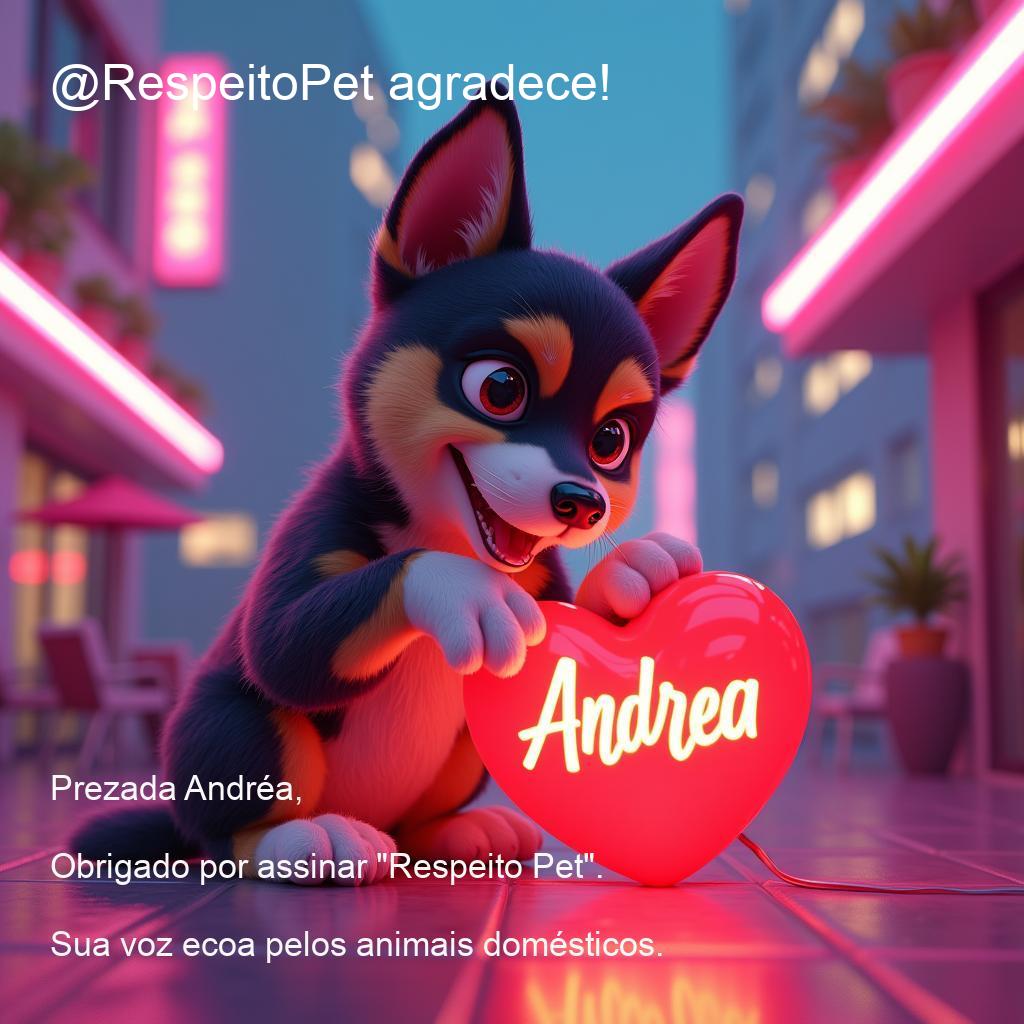 @RespeitoPet agradece!
Andrea
Prezada Andréa,
Obrigado por assinar "Respeito Pet".
Sua voz ecoa pelos animais domésticos.